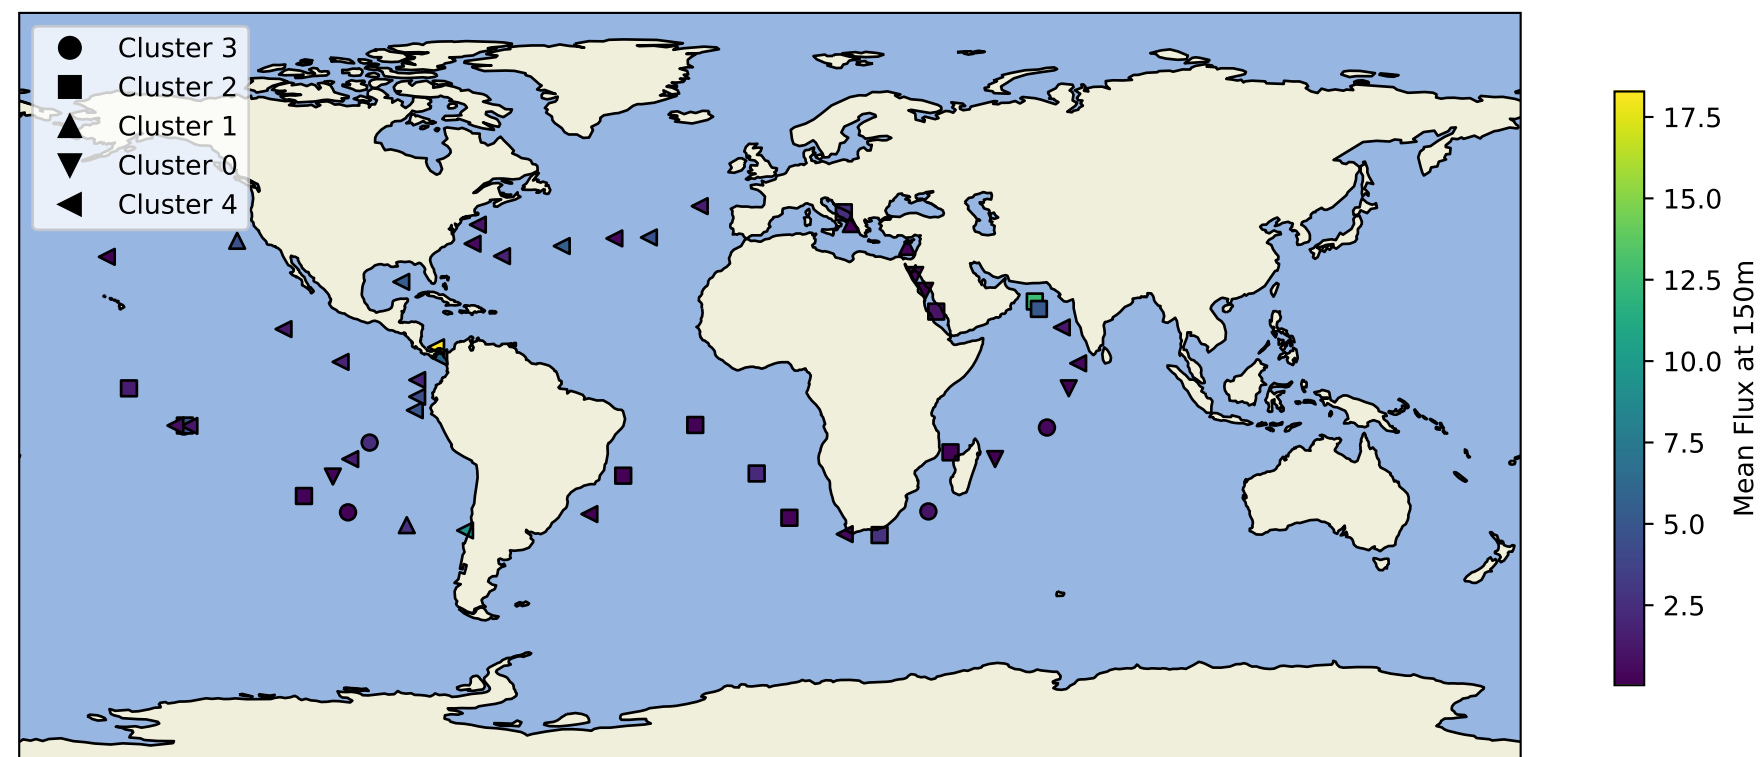 Cluster 3
Cluster 2
Cluster 1
Cluster 0
Cluster 4
17.5
15.0
12.5
10.0
7.5
5.0
2.5
Mean Flux at 150m